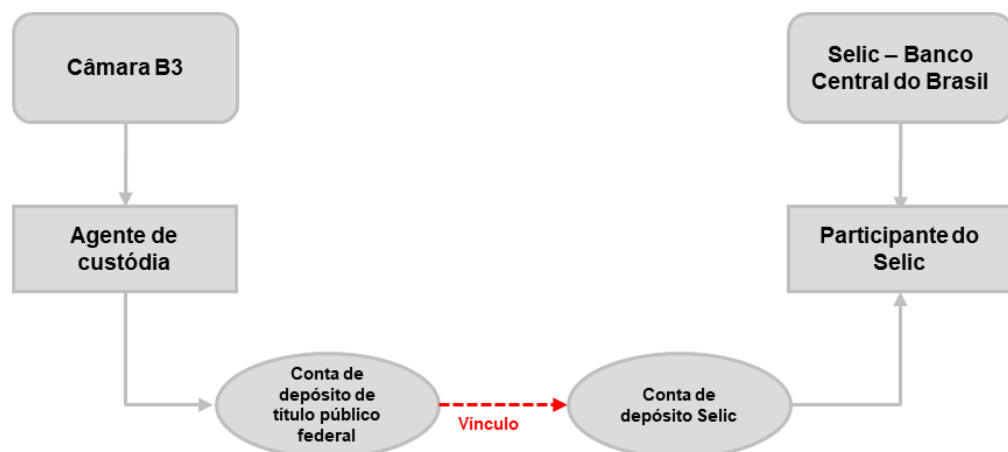 Câmara B3
Selic – Banco
Central do Brasil
Agente de
custódia
Participante do
Selic
Conta de
depósito de
título público
federal
Vínculo
Conta de
depósito Selic